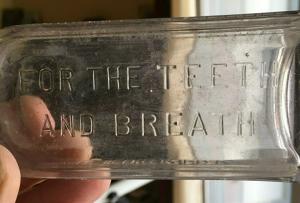 FOR THE TEETH
AND BREATH